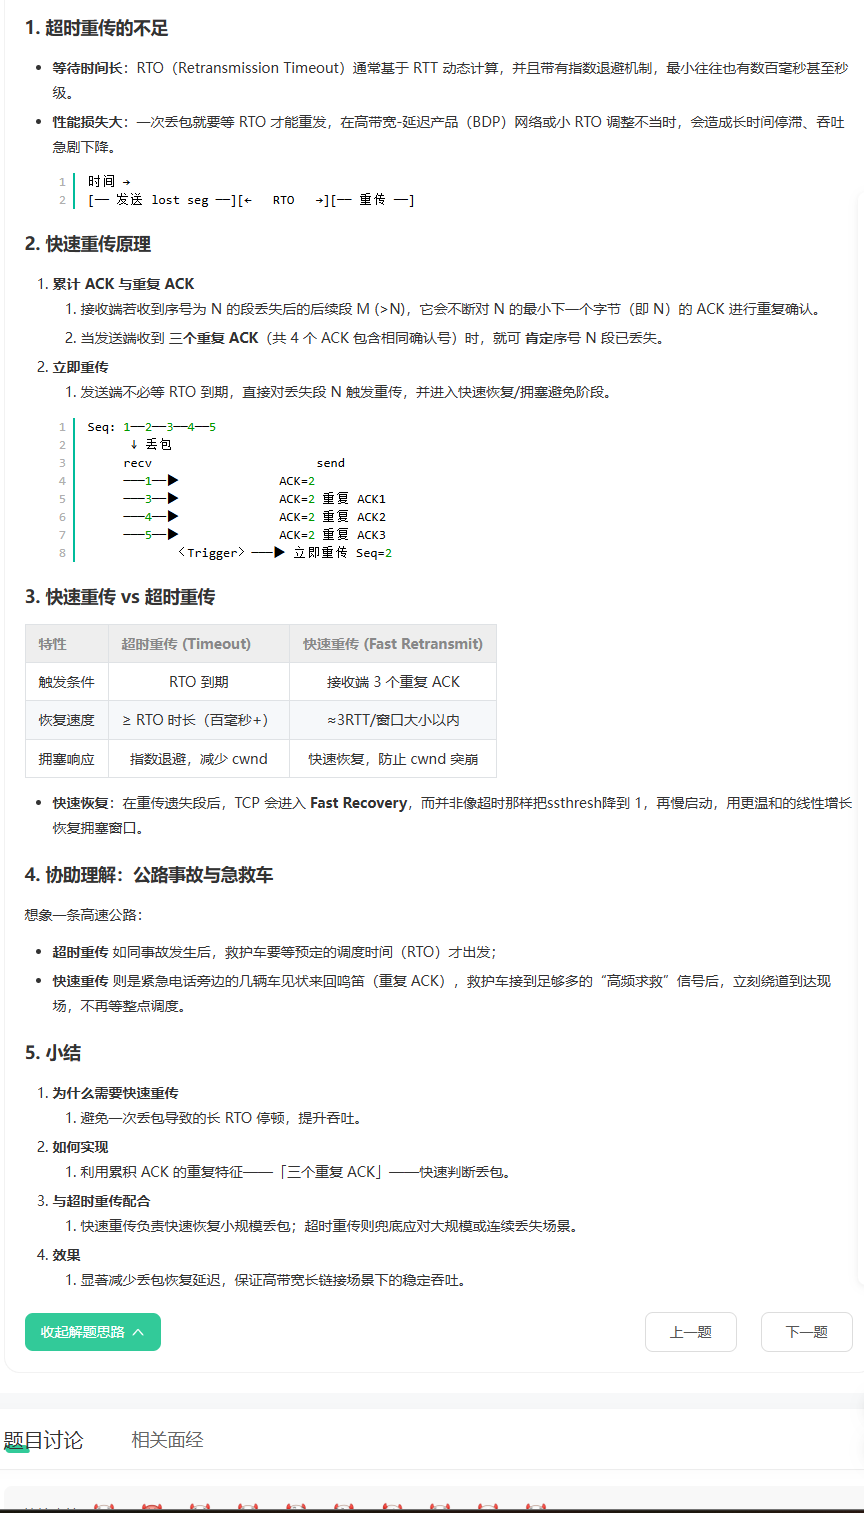 1. 超时重传的不足
• 等待时间长：RTO（Retransmission Timeout）通常基于 RTT 动态计算，并且带有指数退避机制，最小往往也有数百毫秒甚至秒
级。
• 性能损失大：一次丢包就要等 RTO 才能重发，在高带宽-延迟产品（BDP）网络或小 RTO 调整不当时，会造成长时间停滞、吞吐
急剧下降。
1 时间 →
2 [── 发送 lost seg ──][← RTO →][── 重传 ──]
2. 快速重传原理
1. 累计 ACK 与重复 ACK
1. 接收端若收到序号为 N 的段丢失后的后续段 M (>N)，它会不断对 N 的最小下一个字节（即 N）的 ACK 进行重复确认。
2. 当发送端收到 三个重复 ACK（共 4 个 ACK 包含相同确认号）时，就可 肯定序号 N 段已丢失。
2. 立即重传
1. 发送端不必等 RTO 到期，直接对丢失段 N 触发重传，并进入快速恢复/拥塞避免阶段。
1 Seq: 1──2──3──4──5
2 ↓ 丢包
3 recv send
4 ───1──▶ ACK=2
5 ───3──▶ ACK=2 重复 ACK1
6 ───4──▶ ACK=2 重复 ACK2
7 ───5──▶ ACK=2 重复 ACK3
8 〈Trigger〉───▶ 立即重传 Seq=2
3. 快速重传 vs 超时重传
特性 超时重传 (Timeout) 快速重传 (Fast Retransmit)
触发条件 RTO 到期 接收端 3 个重复 ACK
恢复速度 ≥ RTO 时长（百毫秒+） ≈3RTT/窗口大小以内
拥塞响应 指数退避，减少 cwnd 快速恢复，防止 cwnd 突崩
• 快速恢复：在重传遗失段后，TCP 会进入 Fast Recovery，而并非像超时那样把ssthresh降到 1，再慢启动，用更温和的线性增长
恢复拥塞窗口。
4. 协助理解：公路事故与急救车
想象一条高速公路：
• 超时重传 如同事故发生后，救护车要等预定的调度时间（RTO）才出发；
• 快速重传 则是紧急电话旁边的几辆车见状来回鸣笛（重复 ACK），救护车接到足够多的“高频求救”信号后，立刻绕道到达现
场，不再等整点调度。
5. 小结
1. 为什么需要快速重传
1. 避免一次丢包导致的长 RTO 停顿，提升吞吐。
2. 如何实现
1. 利用累积 ACK 的重复特征——「三个重复 ACK」——快速判断丢包。
3. 与超时重传配合
1. 快速重传负责快速恢复小规模丢包；超时重传则兜底应对大规模或连续丢失场景。
4. 效果
1. 显著减少丢包恢复延迟，保证高带宽长链接场景下的稳定吞吐。
收起解题思路 上一题 下一题
题目讨论 相关面经